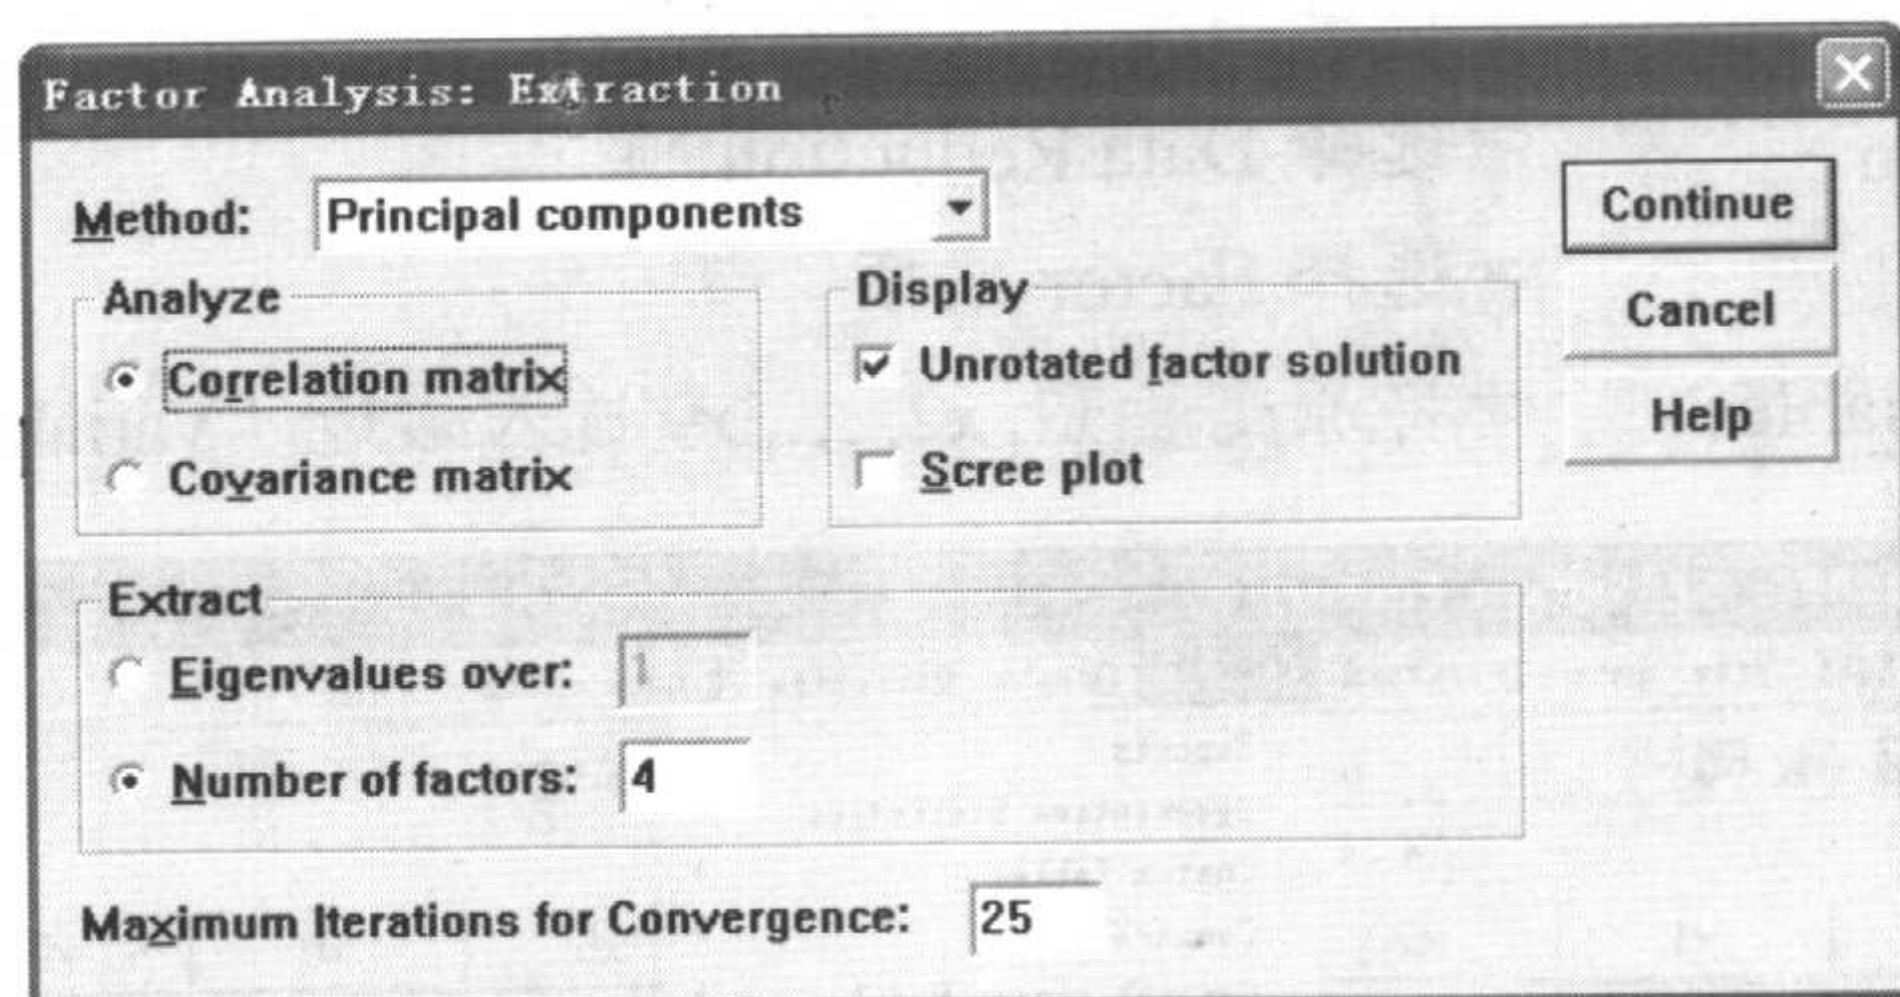 Factor Analysis: Extraction
Method: Principal components
Continue
Analyze
Display
Cancel
Correlation matrix
Unrotated factor solution
Help
Covariance matrix
Scree plot
Extract
Eigenvalues over: 1
Number of factors: 4
Maximum Iterations for Convergence: 25